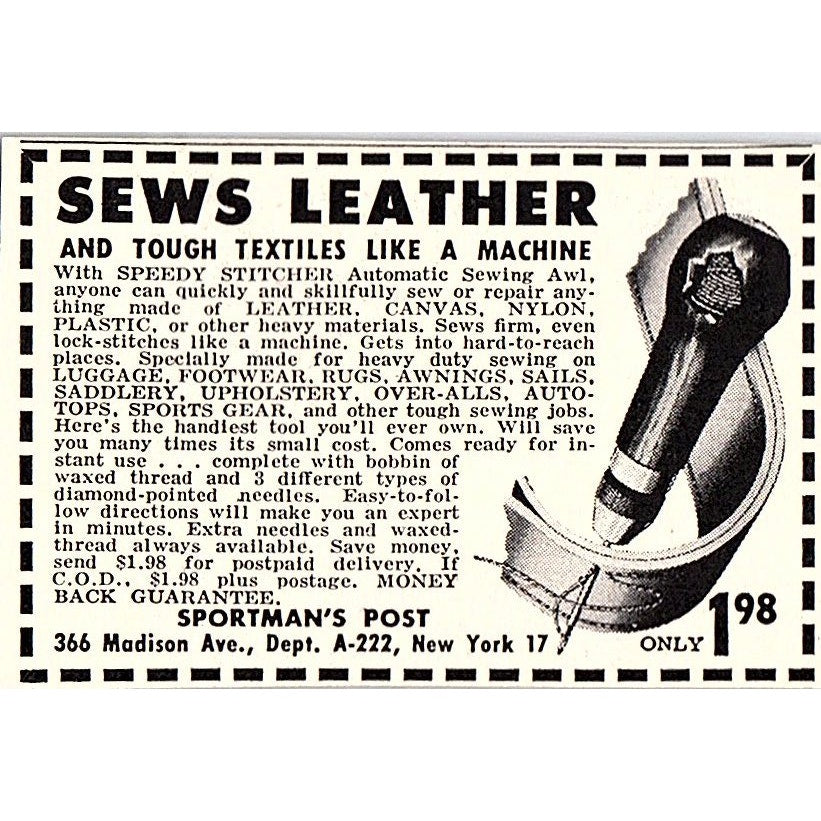 SEWS LEATHER
AND TOUGH TEXTILES LIKE A MACHINE
With SPEEDY STITCHER Automatic Sewing Awl,
anyone can quickly and skillfully sew or repair any-
thing made of LEATHER, CANVAS, NYLON,
PLASTIC, or other heavy materials. Sews firm, even
lock-stitches like a machine. Gets into hard-to-reach
places. Specially made for heavy duty sewing on
LUGGAGE, FOOTWEAR, RUGS, AWNINGS, SAILS,
SADDLERY, UPHOLSTERY, OVER-ALLS, AUTO-
TOPS, SPORTS GEAR, and other tough sewing jobs.
Here's the handiest tool you'll ever own. Will save
you many times its small cost. Comes ready for in-
stant use . . . complete with bobbin of
waxed thread and 3 different types of
diamond-pointed needles. Easy-to-fol-
low directions will make you an expert
in minutes. Extra needles and waxed-
thread always available. Save money,
send $1.98 for postpaid delivery. If
C.O.D., $1.98 plus postage. MONEY
BACK GUARANTEE.
SPORTMAN'S POST
366 Madison Ave., Dept. A-222, New York 17
ONLY 1.98